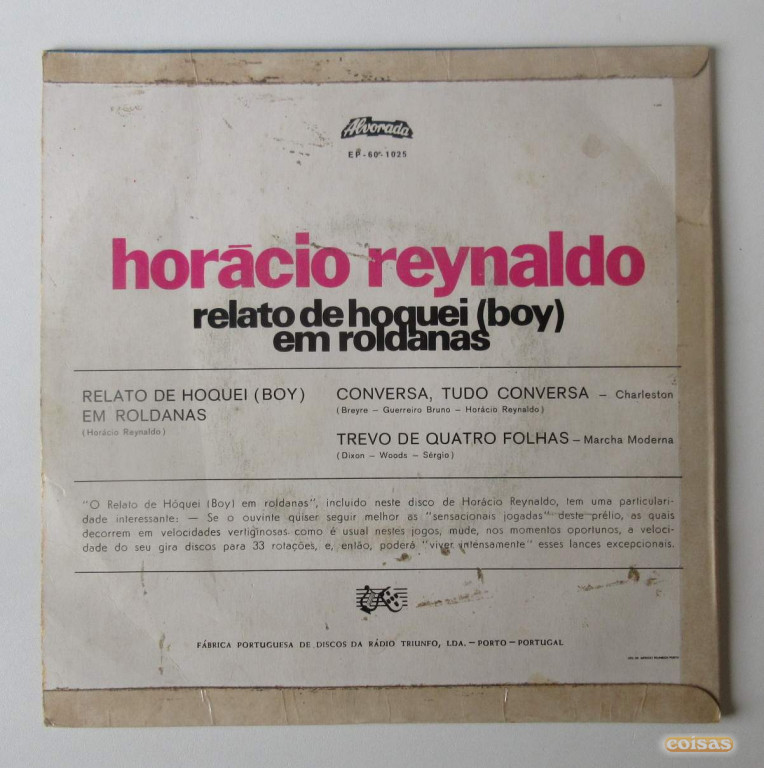 Alvorada
EP-60-1025
horácio reynaldo
relato de hoquei (boy)
em roldanas
RELATO DE HOQUEI (BOY)
EM ROLDANAS
(Horácio Reynaldo)
CONVERSA, TUDO CONVERSA – Charleston
(Breyre – Guerreiro Bruno – Horácio Reynaldo)
TREVO DE QUATRO FOLHAS – Marcha Moderna
(Dixon – Woods – Sérgio)
"O Relato de Hóquei (Boy) em roldanas", incluido neste disco de Horácio Reynaldo, tem uma particulari-
dade interessante: — Se o ouvinte quiser seguir melhor as "sensacionais jogadas" deste prélio, as quais
decorrem em velocidades vertiginosas como é usual nestes jogos, mude, nos momentos oportunos, a veloci-
dade do seu gira discos para 33 rotações, e, então, poderá "viver intensamente" esses lances excepcionais.
FÁBRICA PORTUGUESA DE DISCOS DA RÁDIO TRIUNFO, LDA. – PORTO – PORTUGAL
coisas